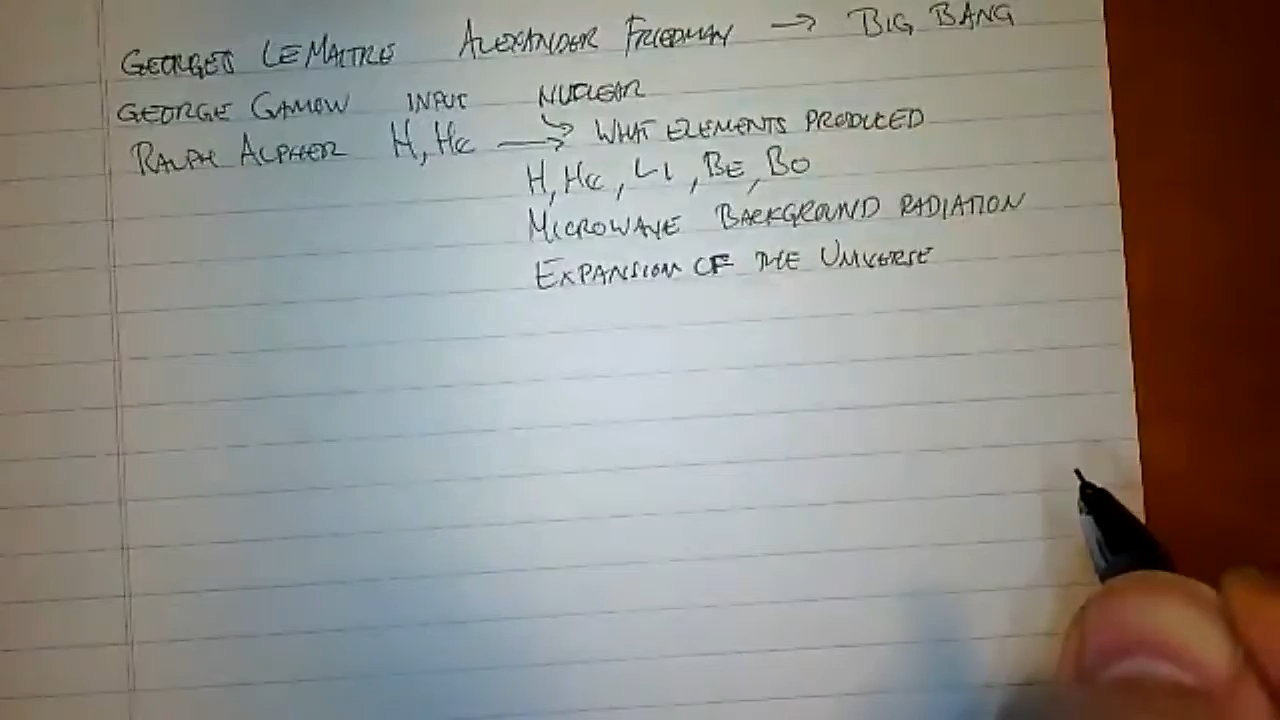 GEORGES LEMAITRE ALEXANDER FRIEDMAN → BIG BANG
GEORGE GAMOW INPUT NUCLEAR
RALPH ALPHER H, He → WHAT ELEMENTS PRODUCED
H, He, Li, BE, BO
MICROWAVE BACKGROUND RADIATION
EXPANSION OF THE UNIVERSE